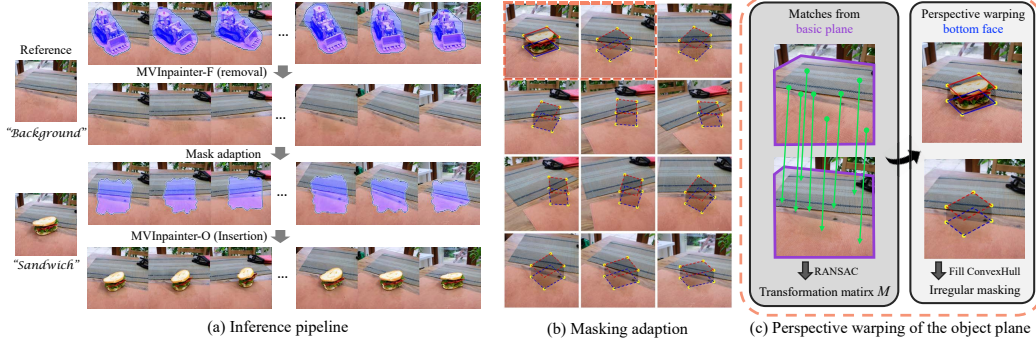 Reference
"Background"
"Sandwich"
...
MVInpainter-F (removal)
...
Mask adaption
...
MVInpainter-O (Insertion)
...
(a) Inference pipeline
(b) Masking adaption
Matches from
basic plane
RANSAC
Transformation matirx M
Perspective warping
bottom face
Fill ConvexHull
Irregular masking
(c) Perspective warping of the object plane